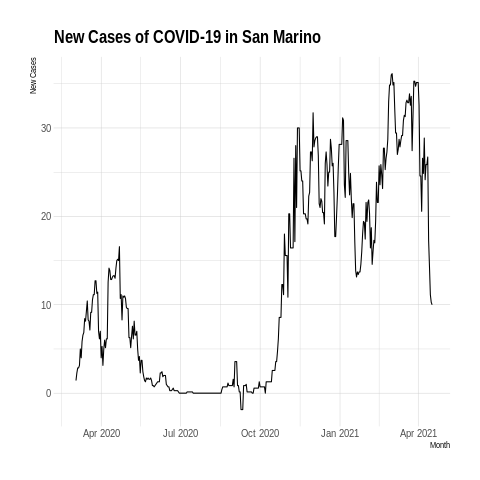 New Cases of COVID-19 in San Marino
New Cases
30
20
10
0
Apr 2020 Jul 2020 Oct 2020 Jan 2021 Apr 2021
Month